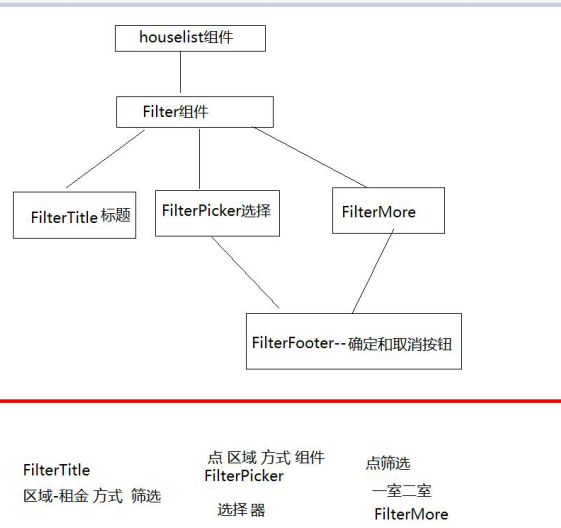 houselist组件
Filter组件
FilterTitle 标题
FilterPicker选择
FilterMore
FilterFooter--确定和取消按钮
FilterTitle
区域-租金 方式 筛选
点 区域 方式 组件
FilterPicker
选择 器
点筛选
一室二室
FilterMore